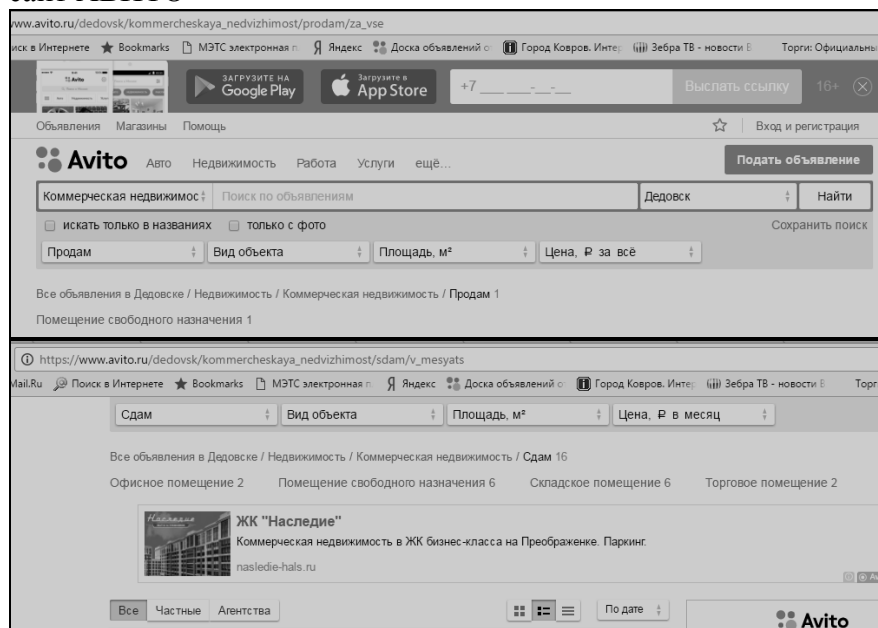 www.avito.ru/dedovsk/kommercheskaya_nedvizhimost/prodam/za_vse
иск в Интернете Bookmarks МЭТС электронная п Яндекс Доска объявлений о Город Ковров. Интер Зебра ТВ - новости В Торги: Официальны
ЗАГРУЗИТЕ НА Google Play Загрузите в App Store +7 ___ ___-__-__ Выслать ссылку 16+
Объявления Магазины Помощь Вход и регистрация
Avito Авто Недвижимость Работа Услуги ещё... Подать объявление
Коммерческая недвижимос Поиск по объявлениям Дедовск Найти
искать только в названиях только с фото Сохранить поиск
Продам Вид объекта Площадь, м² Цена, ₽ за всё
Все объявления в Дедовске / Недвижимость / Коммерческая недвижимость / Продам 1
Помещение свободного назначения 1
https://www.avito.ru/dedovsk/kommercheskaya_nedvizhimost/sdam/v_mesyats
Mail.Ru Поиск в Интернете Bookmarks МЭТС электронная п Яндекс Доска объявлений о Город Ковров. Интер Зебра ТВ - новости В Торг
Сдам Вид объекта Площадь, м² Цена, ₽ в месяц
Все объявления в Дедовске / Недвижимость / Коммерческая недвижимость / Сдам 16
Офисное помещение 2 Помещение свободного назначения 6 Складское помещение 6 Торговое помещение 2
ЖК "Наследие"
Коммерческая недвижимость в ЖК бизнес-класса на Преображенке. Паркинг.
nasledie-hals.ru
Все Частные Агентства По дате
Avito